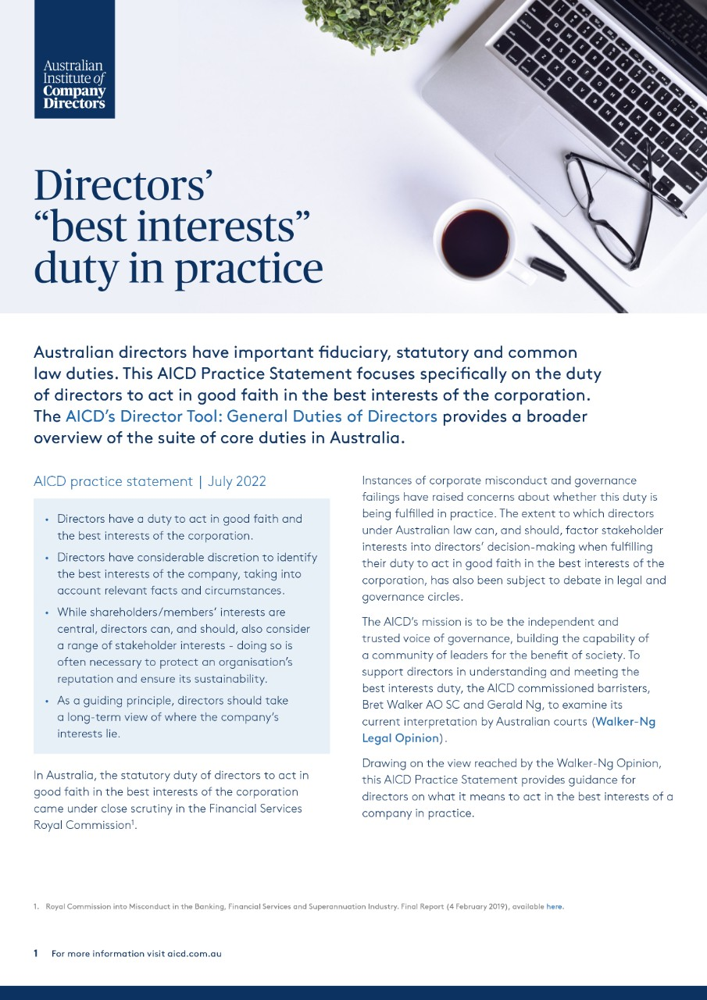 Australian
Institute of
Company
Directors
Directors’
“best interests”
duty in practice
Australian directors have important fiduciary, statutory and common
law duties. This AICD Practice Statement focuses specifically on the duty
of directors to act in good faith in the best interests of the corporation.
The AICD’s Director Tool: General Duties of Directors provides a broader
overview of the suite of core duties in Australia.
AICD practice statement | July 2022
• Directors have a duty to act in good faith and
the best interests of the corporation.
• Directors have considerable discretion to identify
the best interests of the company, taking into
account relevant facts and circumstances.
• While shareholders/members’ interests are
central, directors can, and should, also consider
a range of stakeholder interests - doing so is
often necessary to protect an organisation’s
reputation and ensure its sustainability.
• As a guiding principle, directors should take
a long-term view of where the company’s
interests lie.
In Australia, the statutory duty of directors to act in
good faith in the best interests of the corporation
came under close scrutiny in the Financial Services
Royal Commission1.
Instances of corporate misconduct and governance
failings have raised concerns about whether this duty is
being fulfilled in practice. The extent to which directors
under Australian law can, and should, factor stakeholder
interests into directors’ decision-making when fulfilling
their duty to act in good faith in the best interests of the
corporation, has also been subject to debate in legal and
governance circles.
The AICD’s mission is to be the independent and
trusted voice of governance, building the capability of
a community of leaders for the benefit of society. To
support directors in understanding and meeting the
best interests duty, the AICD commissioned barristers,
Bret Walker AO SC and Gerald Ng, to examine its
current interpretation by Australian courts (Walker-Ng
Legal Opinion).
Drawing on the view reached by the Walker-Ng Opinion,
this AICD Practice Statement provides guidance for
directors on what it means to act in the best interests of a
company in practice.
1. Royal Commission into Misconduct in the Banking, Financial Services and Superannuation Industry. Final Report (4 February 2019), available here.
1 For more information visit aicd.com.au